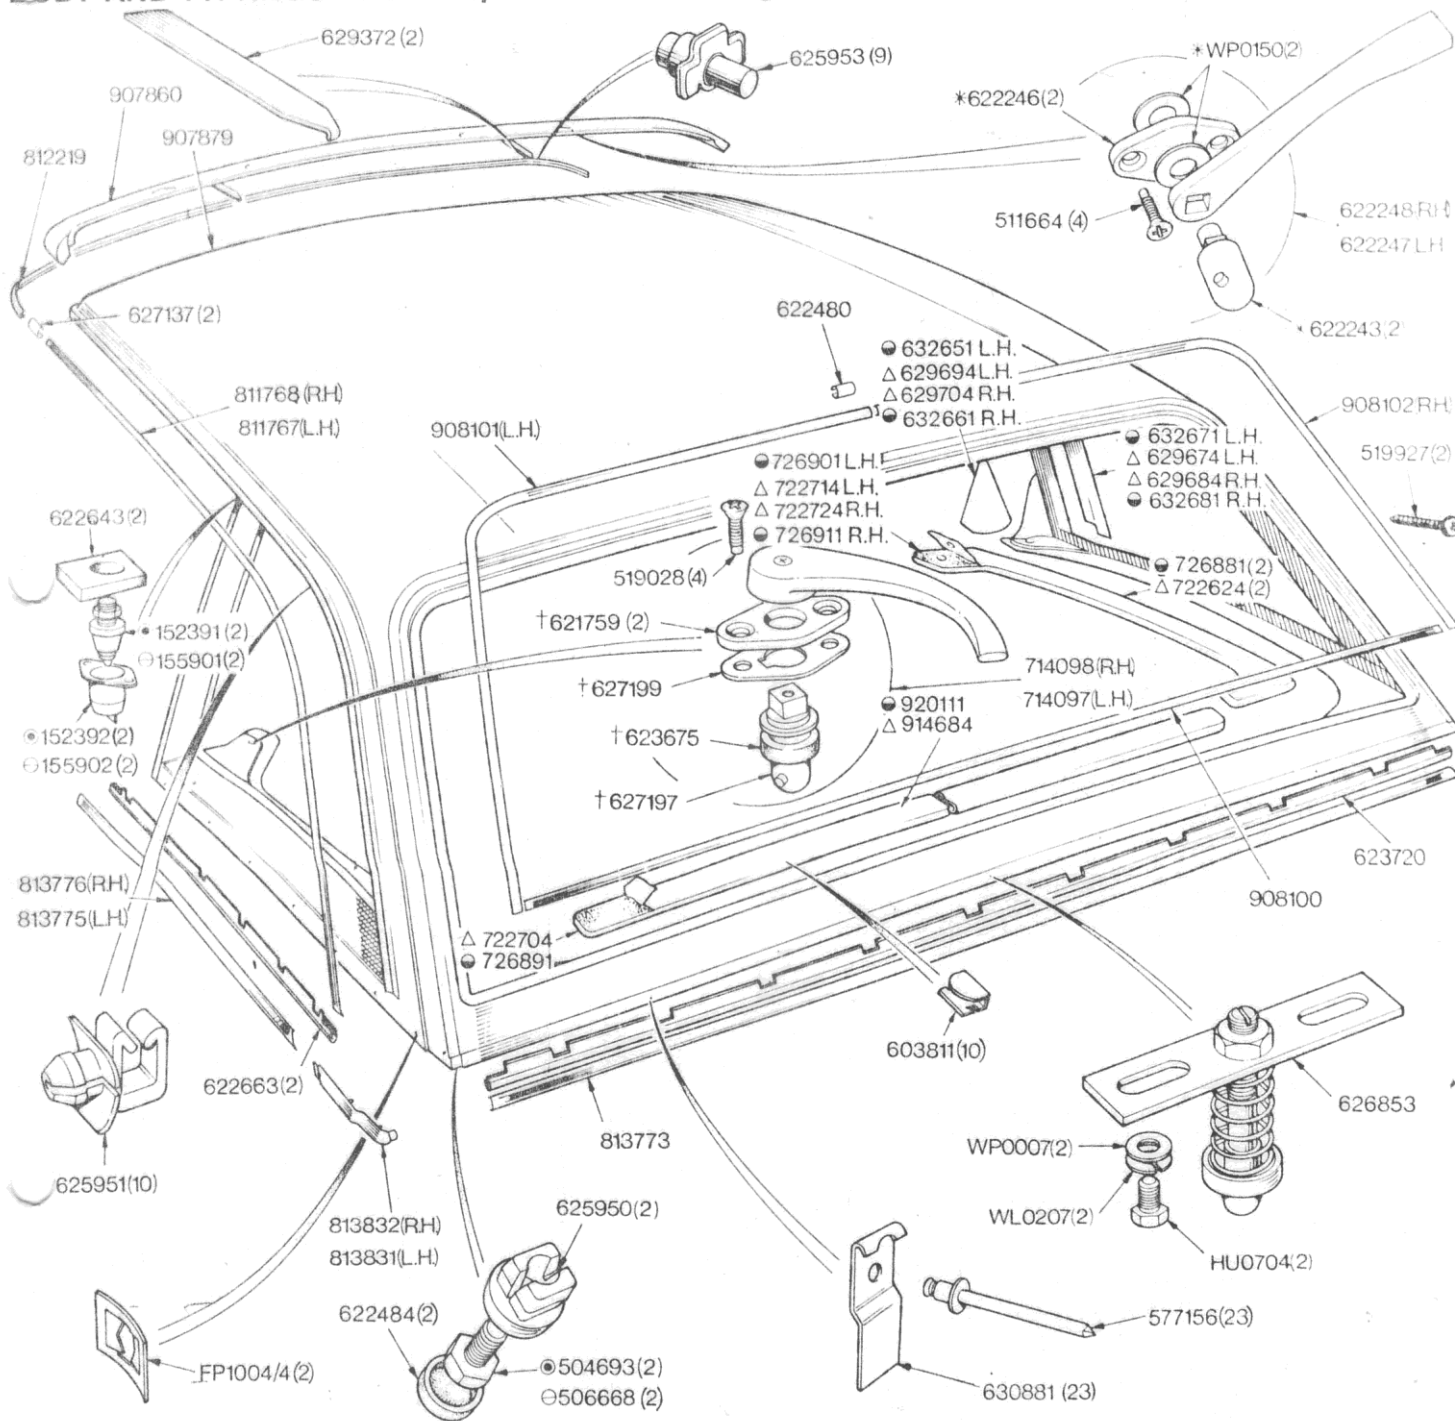 629372 (2)
625953 (9)
*WP0150(2)
907860
*622246(2)
907879
812219
511664 (4)
622248(RH)
622247 LH
627137(2)
622480
622243(2)
◒ 632651 L.H.
△ 629694 L.H.
△ 629704 R.H.
◒ 632661 R.H.
811768 (R.H.)
811767(L.H.)
908101(L.H.)
908102(RH)
◒ 632671 L.H.
△ 629674 L.H.
△ 629684 R.H.
◒ 632681 R.H.
519927(2)
◒ 726901 L.H.
△ 722714 L.H.
△ 722724 R.H.
◒ 726911 R.H.
622643(2)
519028(4)
◒ 726881(2)
△ 722624(2)
†621759 (2)
◉ 152391 (2)
⊖155901(2)
†627199
714098(R.H.)
714097(L.H.)
◒ 920111
△ 914684
†623675
◉152392(2)
⊖155902(2)
†627197
623720
813776(R.H.)
813775(L.H.)
908100
△ 722704
◒ 726891
603811(10)
622663(2)
626853
813773
WP0007(2)
625951(10)
WL0207(2)
625950(2)
813832(R.H.)
813831(L.H.)
HU0704(2)
622484(2)
577156(23)
FP1004/4(2)
◉504693(2)
⊖506668 (2)
630881 (23)